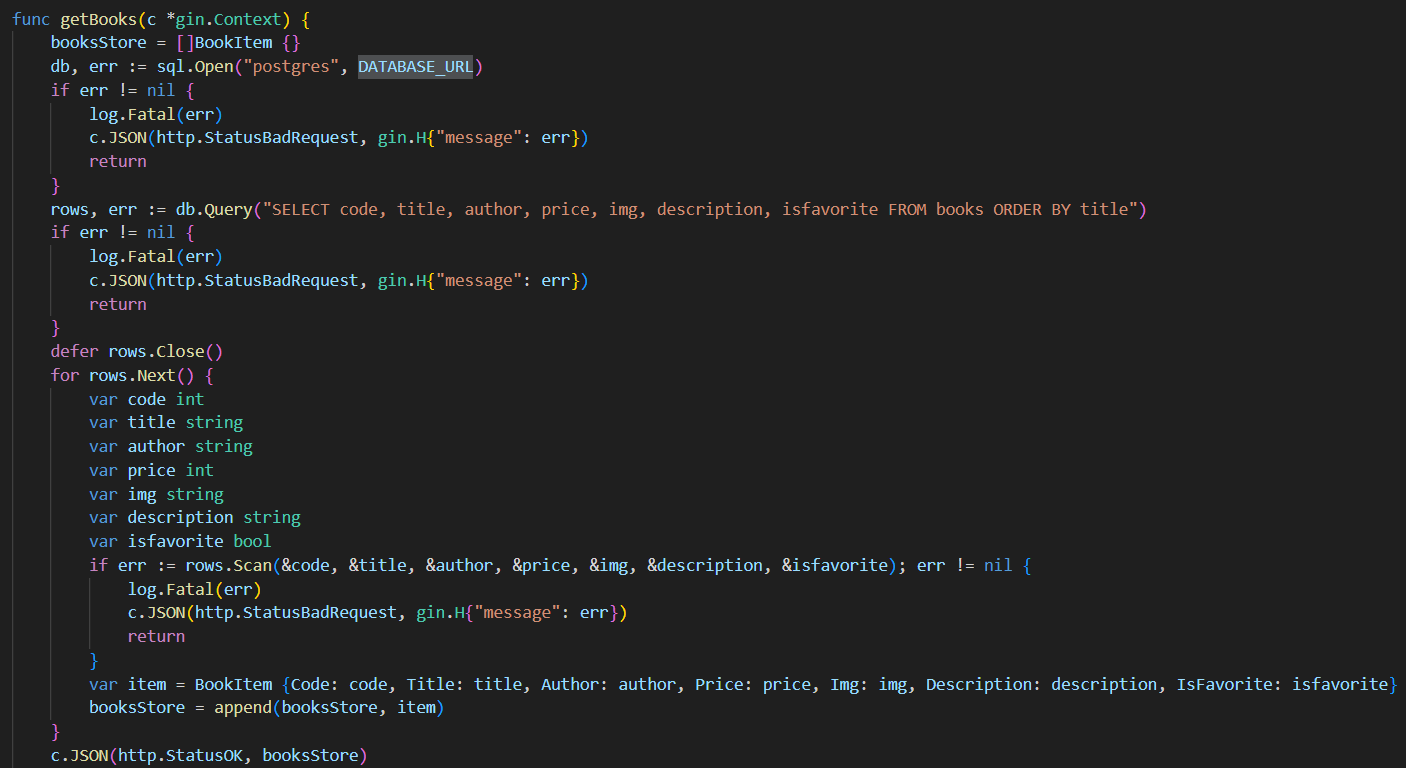 func getBooks(c *gin.Context) {
    booksStore = []BookItem {}
    db, err := sql.Open("postgres", DATABASE_URL)
    if err != nil {
        log.Fatal(err)
        c.JSON(http.StatusBadRequest, gin.H{"message": err})
        return
    }
    rows, err := db.Query("SELECT code, title, author, price, img, description, isfavorite FROM books ORDER BY title")
    if err != nil {
        log.Fatal(err)
        c.JSON(http.StatusBadRequest, gin.H{"message": err})
        return
    }
    defer rows.Close()
    for rows.Next() {
        var code int
        var title string
        var author string
        var price int
        var img string
        var description string
        var isfavorite bool
        if err := rows.Scan(&code, &title, &author, &price, &img, &description, &isfavorite); err != nil {
            log.Fatal(err)
            c.JSON(http.StatusBadRequest, gin.H{"message": err})
            return
        }
        var item = BookItem {Code: code, Title: title, Author: author, Price: price, Img: img, Description: description, IsFavorite: isfavorite}
        booksStore = append(booksStore, item)
    }
    c.JSON(http.StatusOK, booksStore)